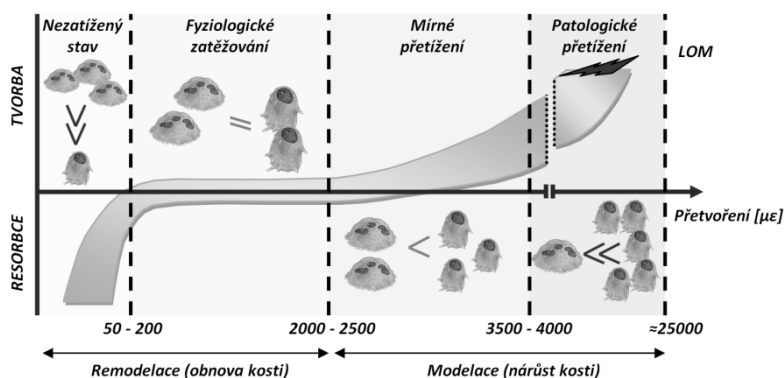 Nezatížený
stav
Fyziologické
zatěžování
Mírné
přetížení
Patologické
přetížení
LOM
TVORBA
RESORBCE
Přetvoření [με]
50 - 200
2000 - 2500
3500 - 4000
≈25000
Remodelace (obnova kosti)
Modelace (nárůst kosti)